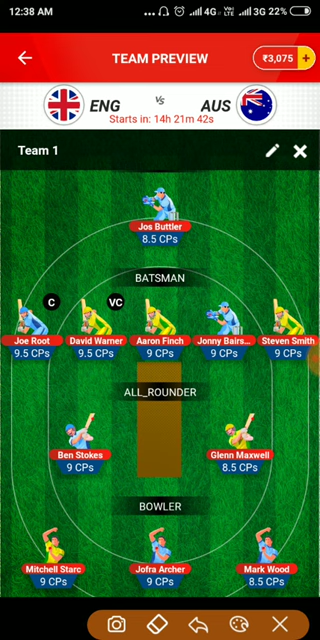 12:38 AM
... 4G Vo) LTE 3G 22%
TEAM PREVIEW
₹3,075 +
ENG VS AUS
Starts in: 14h 21m 42s
Team 1
Jos Buttler
8.5 CPs
BATSMAN
C VC
Joe Root David Warner Aaron Finch Jonny Bairs... Steven Smith
9.5 CPs 9.5 CPs 9 CPs 9 CPs 9 CPs
ALL_ROUNDER
Ben Stokes Glenn Maxwell
9 CPs 8.5 CPs
BOWLER
Mitchell Starc Jofra Archer Mark Wood
9 CPs 9 CPs 8.5 CPs